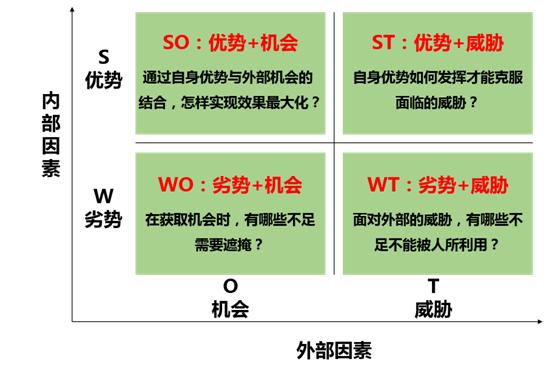 SO：优势+机会
通过自身优势与外部机会的
结合，怎样实现效果最大化？
ST：优势+威胁
自身优势如何发挥才能克服
面临的威胁？
S
优势
内部因素
W
劣势
WO：劣势+机会
在获取机会时，有哪些不足
需要遮掩？
WT：劣势+威胁
面对外部的威胁，有哪些不
足不能被人所利用？
O
机会
T
威胁
外部因素